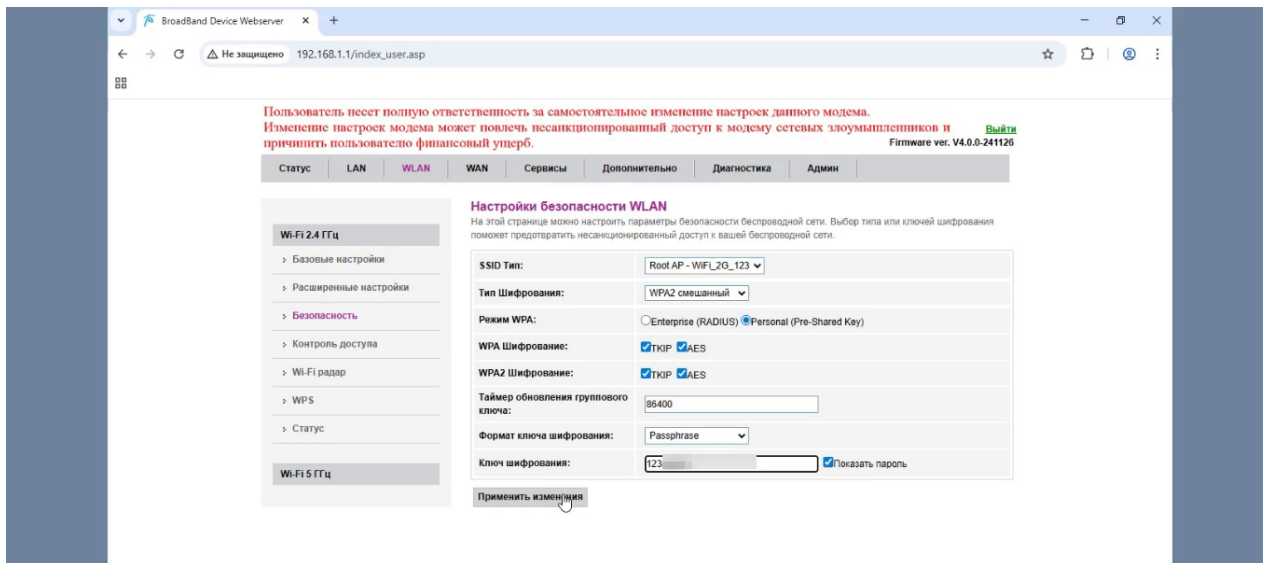 BroadBand Device Webserver
Не защищено 192.168.1.1/index_user.asp
Пользователь несет полную ответственность за самостоятельное изменение настроек данного модема.
Изменение настроек модема может повлечь несанкционированный доступ к модему сетевых злоумышленников и
причинить пользователю финансовый ущерб.
Выйти
Firmware ver. V4.0.0-241126
Статус LAN WLAN WAN Сервисы Дополнительно Диагностика Админ
Wi-Fi 2.4 ГГц
Базовые настройки
Расширенные настройки
Безопасность
Контроль доступа
Wi-Fi радар
WPS
Статус
Wi-Fi 5 ГГц
Настройки безопасности WLAN
На этой странице можно настроить параметры безопасности беспроводной сети. Выбор типа или ключей шифрования
поможет предотвратить несанкционированный доступ к вашей беспроводной сети.
SSID Тип: Root AP - WiFi_2G_123
Тип Шифрования: WPA2 смешанный
Режим WPA: Enterprise (RADIUS) Personal (Pre-Shared Key)
WPA Шифрование: TKIP AES
WPA2 Шифрование: TKIP AES
Таймер обновления группового
ключа: 86400
Формат ключа шифрования: Passphrase
Ключ шифрования: 123 Показать пароль
Применить изменения